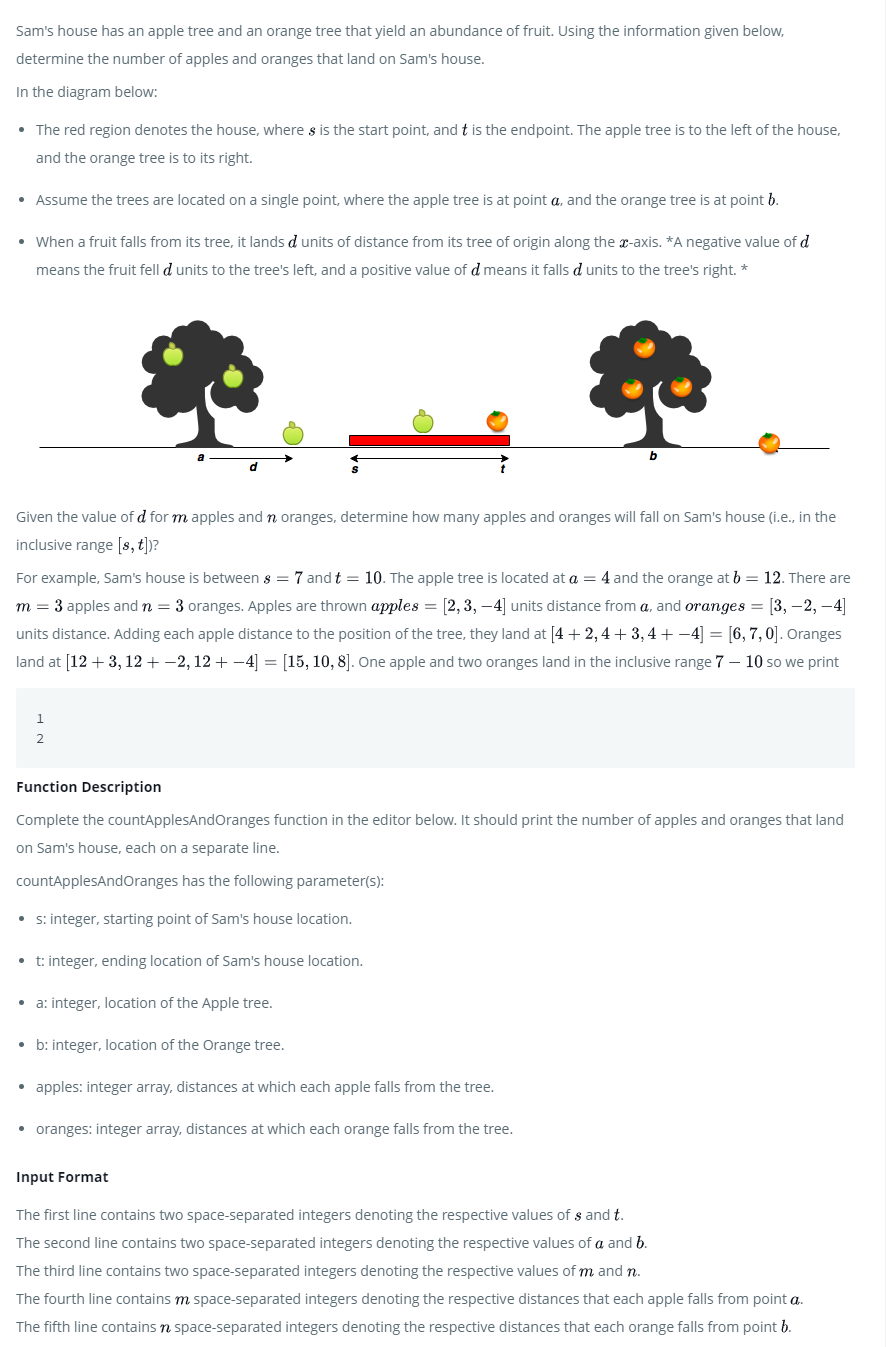 Sam's house has an apple tree and an orange tree that yield an abundance of fruit. Using the information given below,
determine the number of apples and oranges that land on Sam's house.
In the diagram below:
• The red region denotes the house, where s is the start point, and t is the endpoint. The apple tree is to the left of the house,
and the orange tree is to its right.
• Assume the trees are located on a single point, where the apple tree is at point a, and the orange tree is at point b.
• When a fruit falls from its tree, it lands d units of distance from its tree of origin along the x-axis. *A negative value of d
means the fruit fell d units to the tree's left, and a positive value of d means it falls d units to the tree's right. *
a
d
s
t
b
Given the value of d for m apples and n oranges, determine how many apples and oranges will fall on Sam's house (i.e., in the
inclusive range [s, t])?
For example, Sam's house is between s = 7 and t = 10. The apple tree is located at a = 4 and the orange at b = 12. There are
m = 3 apples and n = 3 oranges. Apples are thrown apples = [2, 3, −4] units distance from a, and oranges = [3, −2, −4]
units distance. Adding each apple distance to the position of the tree, they land at [4 + 2, 4 + 3, 4 + −4] = [6, 7, 0]. Oranges
land at [12 + 3, 12 + −2, 12 + −4] = [15, 10, 8]. One apple and two oranges land in the inclusive range 7 − 10 so we print
1
2
Function Description
Complete the countApplesAndOranges function in the editor below. It should print the number of apples and oranges that land
on Sam's house, each on a separate line.
countApplesAndOranges has the following parameter(s):
• s: integer, starting point of Sam's house location.
• t: integer, ending location of Sam's house location.
• a: integer, location of the Apple tree.
• b: integer, location of the Orange tree.
• apples: integer array, distances at which each apple falls from the tree.
• oranges: integer array, distances at which each orange falls from the tree.
Input Format
The first line contains two space-separated integers denoting the respective values of s and t.
The second line contains two space-separated integers denoting the respective values of a and b.
The third line contains two space-separated integers denoting the respective values of m and n.
The fourth line contains m space-separated integers denoting the respective distances that each apple falls from point a.
The fifth line contains n space-separated integers denoting the respective distances that each orange falls from point b.